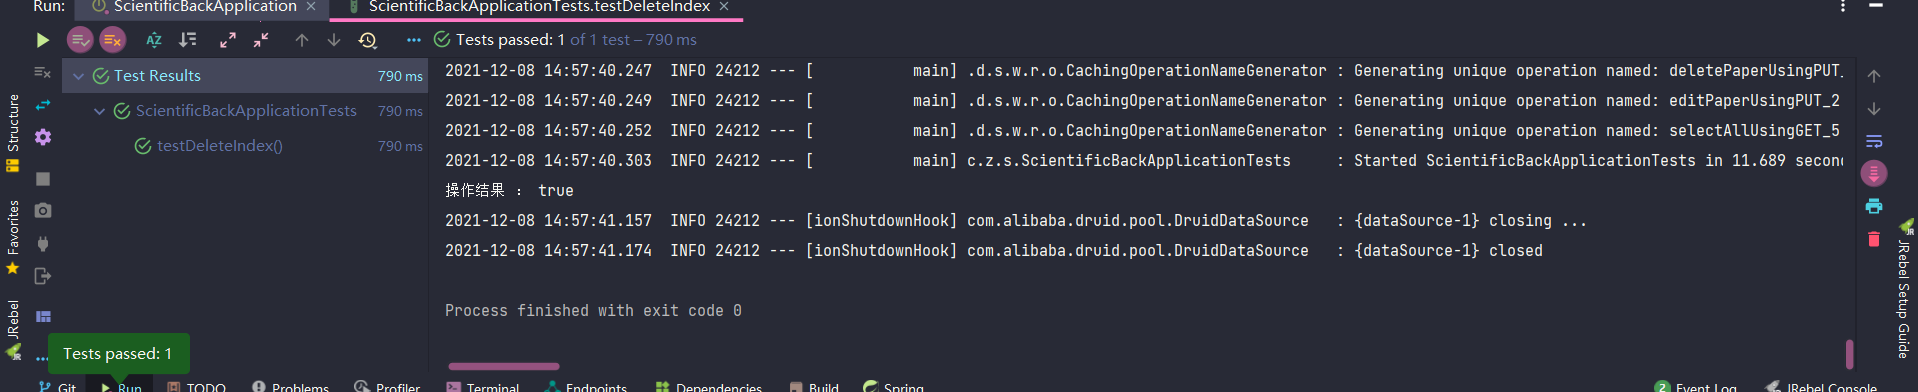 Run: ScientificBackApplication × ScientificBackApplicationTests.testDeleteIndex ×
Tests passed: 1 of 1 test – 790 ms
Test Results 790 ms
ScientificBackApplicationTests 790 ms
testDeleteIndex() 790 ms
2021-12-08 14:57:40.247  INFO 24212 --- [           main] .d.s.w.r.o.CachingOperationNameGenerator : Generating unique operation named: deletePaperUsingPUT_
2021-12-08 14:57:40.249  INFO 24212 --- [           main] .d.s.w.r.o.CachingOperationNameGenerator : Generating unique operation named: editPaperUsingPUT_2
2021-12-08 14:57:40.252  INFO 24212 --- [           main] .d.s.w.r.o.CachingOperationNameGenerator : Generating unique operation named: selectAllUsingGET_5
2021-12-08 14:57:40.303  INFO 24212 --- [           main] c.z.s.ScientificBackApplicationTests     : Started ScientificBackApplicationTests in 11.689 secon
操作结果 ： true
2021-12-08 14:57:41.157  INFO 24212 --- [ionShutdownHook] com.alibaba.druid.pool.DruidDataSource   : {dataSource-1} closing ...
2021-12-08 14:57:41.174  INFO 24212 --- [ionShutdownHook] com.alibaba.druid.pool.DruidDataSource   : {dataSource-1} closed
Process finished with exit code 0
Structure
Favorites
JRebel
JR
Tests passed: 1
JR
JRebel Setup Guide
Git Run TODO Problems Profiler Terminal Endpoints Dependencies Build Spring 2 Event Log JRebel Console